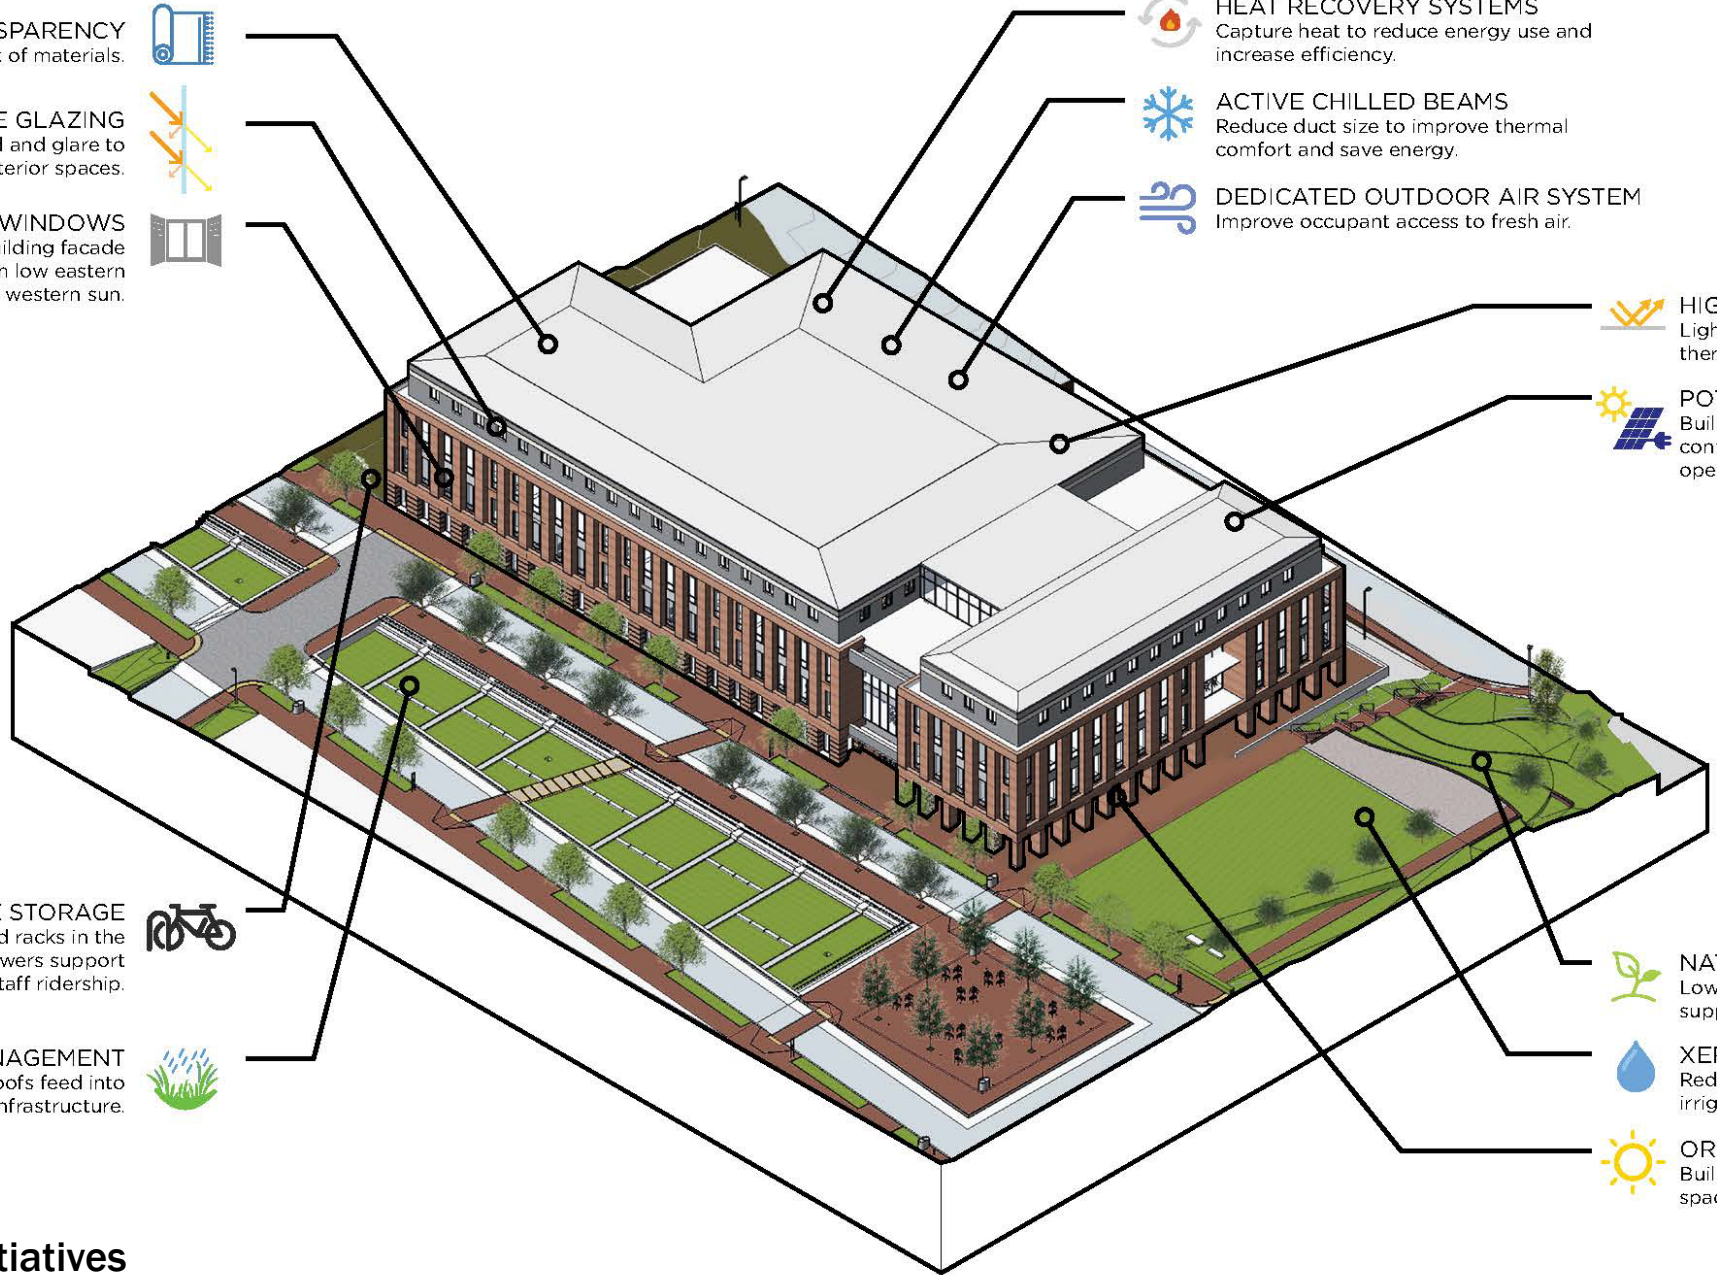 SPARENCY
of materials.
E GLAZING
and glare to
terior spaces.
WINDOWS
ilding facade
n low eastern
western sun.
E STORAGE
d racks in the
wers support
taff ridership.
NAGEMENT
oofs feed into
nfrastructure.
tiatives
HEAT RECOVERY SYSTEMS
Capture heat to reduce energy use and
increase efficiency.
ACTIVE CHILLED BEAMS
Reduce duct size to improve thermal
comfort and save energy.
DEDICATED OUTDOOR AIR SYSTEM
Improve occupant access to fresh air.
HIG
Ligh
ther
POT
Buil
con
ope
NAT
Low
supp
XER
Red
irrig
OR
Buil
spac